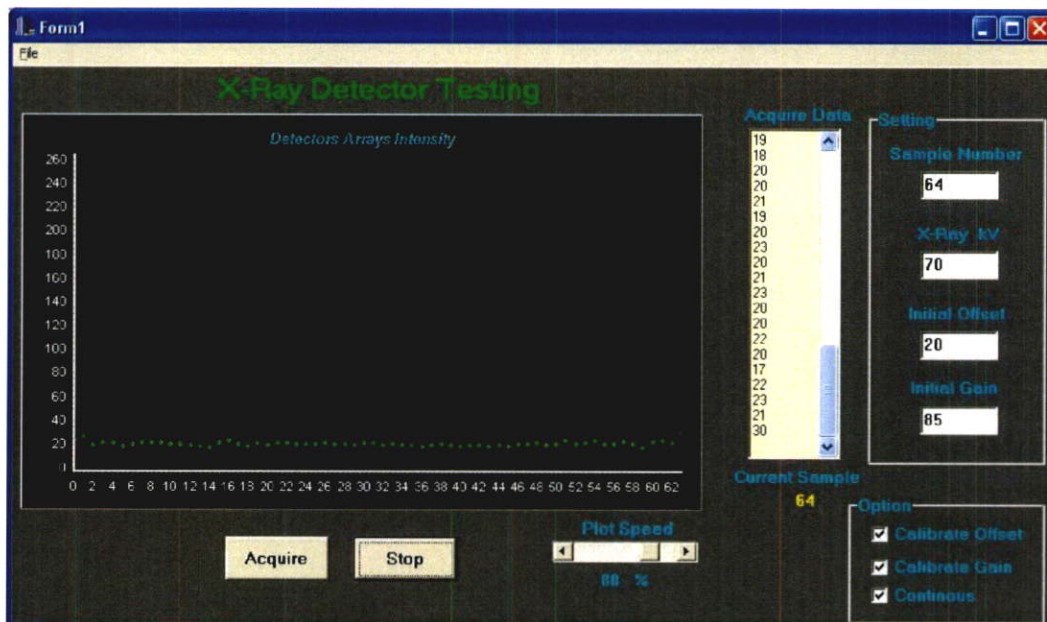 Form1
File
X-Ray Detector Testing
Detectors Arrays Intensity
260
240
220
200
180
160
140
120
100
80
60
40
20
0
0 2 4 6 8 10 12 14 16 18 20 22 24 26 28 30 32 34 36 38 40 42 44 46 48 50 52 54 56 58 60 62
Acquire
Stop
Plot Speed
88 %
Acquire Data
19
18
20
20
21
19
20
23
20
21
23
20
20
22
20
17
22
23
21
30
Current Sample
64
Setting
Sample Number
64
X-Ray kV
70
Initial Offset
20
Initial Gain
85
Option
Calibrate Offset
Calibrate Gain
Continous